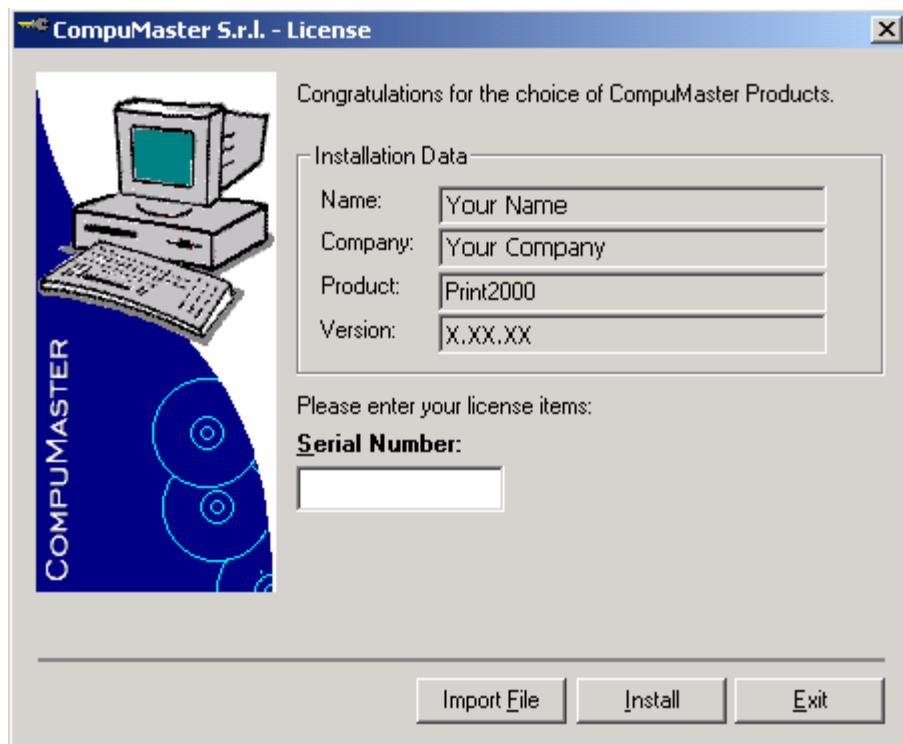 CompuMaster S.r.l. - License
Congratulations for the choice of CompuMaster Products.
Installation Data
Name: Your Name
Company: Your Company
Product: Print2000
Version: X.XX.XX
Please enter your license items:
Serial Number:
COMPUMASTER
Import File Install Exit